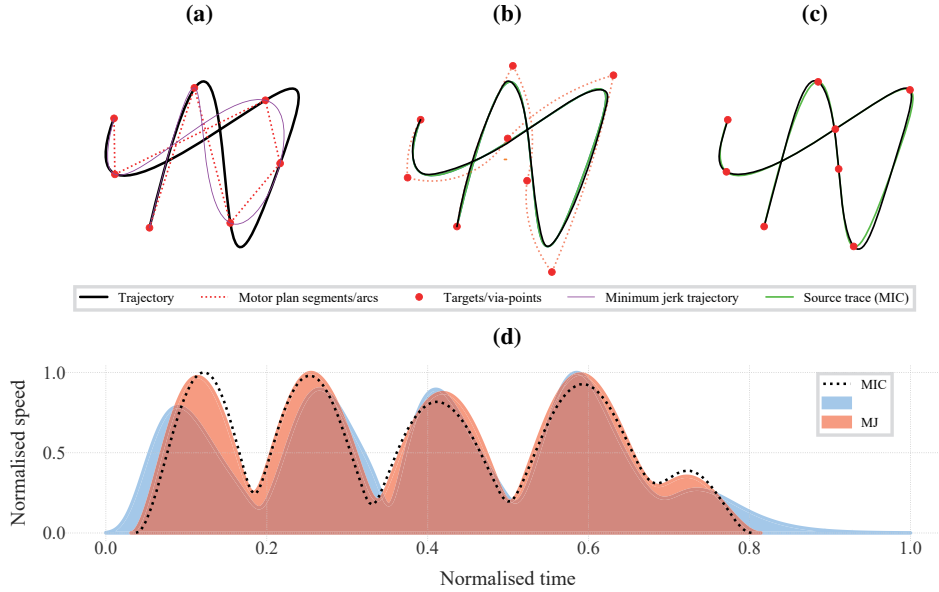 (a)
(b)
(c)
Trajectory
Motor plan segments/arcs
Targets/via-points
Minimum jerk trajectory
Source trace (MIC)
(d)
Normalised speed
1.0
0.5
0.0
MIC
MJ
0.0
0.2
0.4
0.6
0.8
1.0
Normalised time